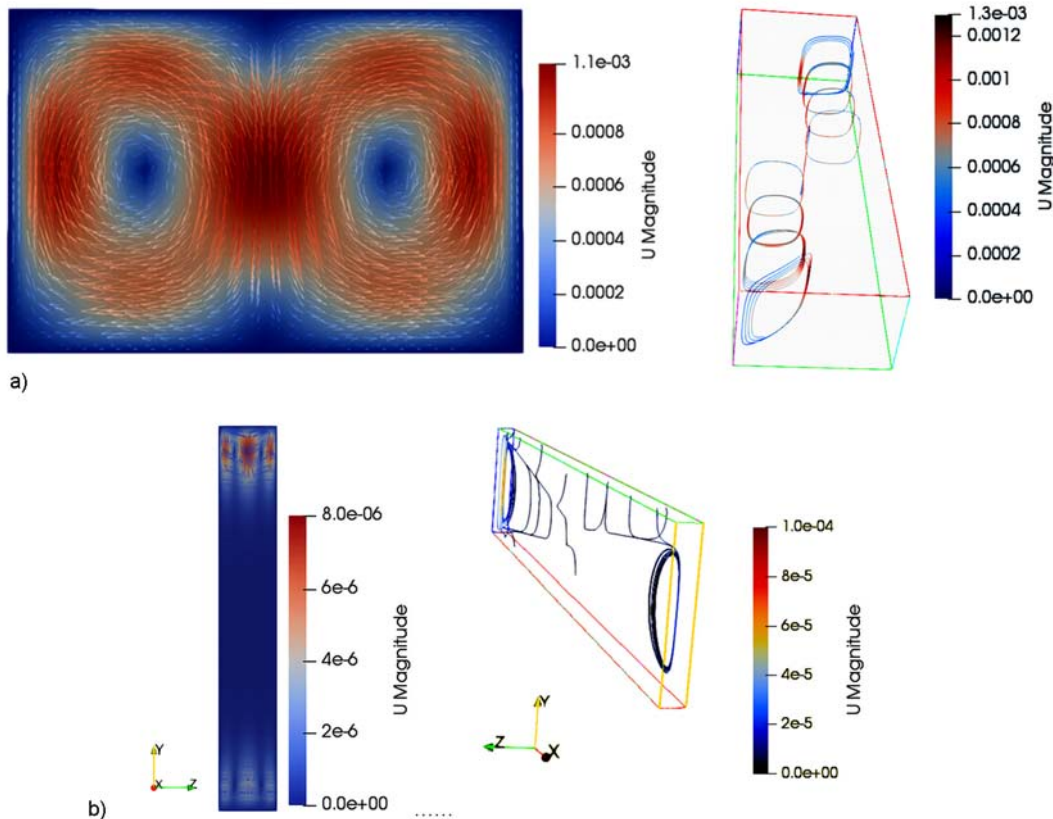 1.1e-03
0.0008
0.0006
0.0004
0.0002
0.0e+00
U Magnitude
1.3e-03
0.0012
0.001
0.0008
0.0006
0.0004
0.0002
0.0e+00
U Magnitude
a)
8.0e-06
6e-6
4e-6
2e-6
0.0e+00
U Magnitude
Y
X
Z
1.0e-04
8e-5
6e-5
4e-5
2e-5
0.0e+00
U Magnitude
Y
Z
X
b)
......